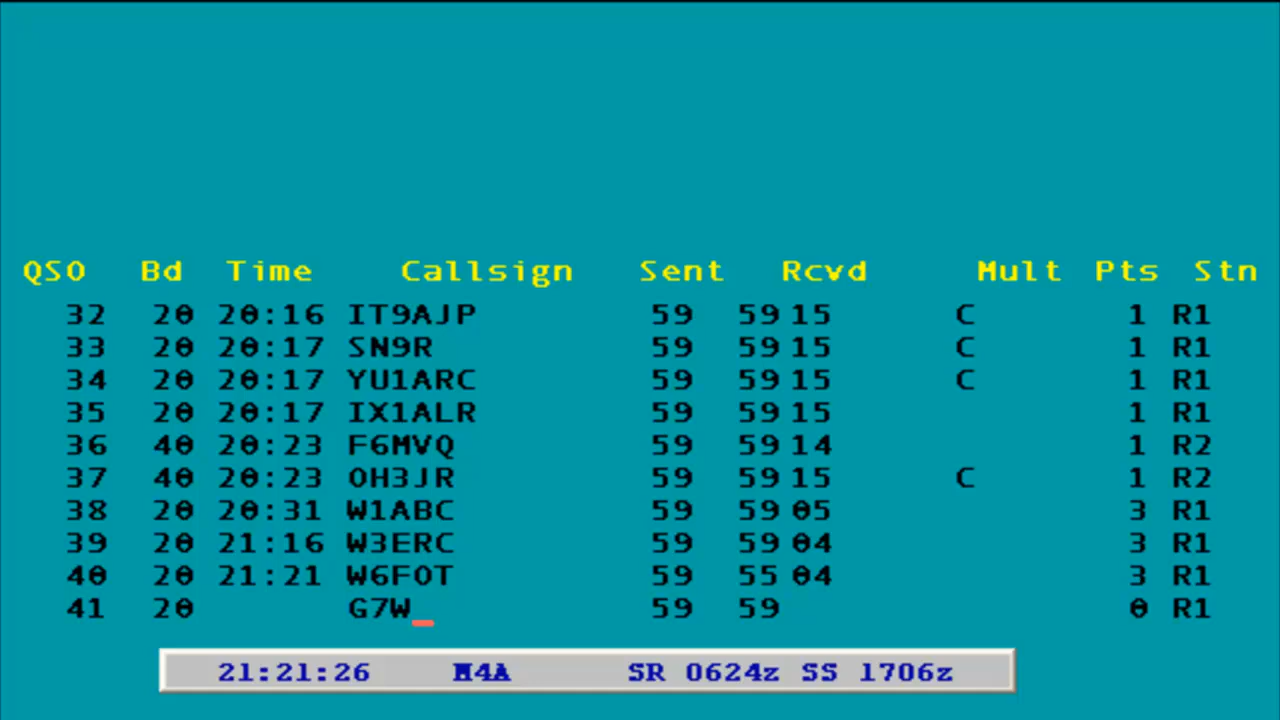 QSO Bd Time Callsign Sent Rcvd Mult Pts Stn
32 20 20:16 IT9AJP 59 59 15 C 1 R1
33 20 20:17 SN9R 59 59 15 C 1 R1
34 20 20:17 YU1ARC 59 59 15 C 1 R1
35 20 20:17 IX1ALR 59 59 15 1 R1
36 40 20:23 F6MVQ 59 59 14 1 R2
37 40 20:23 OH3JR 59 59 15 C 1 R2
38 20 20:31 W1ABC 59 59 05 3 R1
39 20 21:16 W3ERC 59 59 04 3 R1
40 20 21:21 W6FOT 59 55 04 3 R1
41 20 G7W_ 59 59 0 R1
21:21:26 M4A SR 0624z SS 1706z